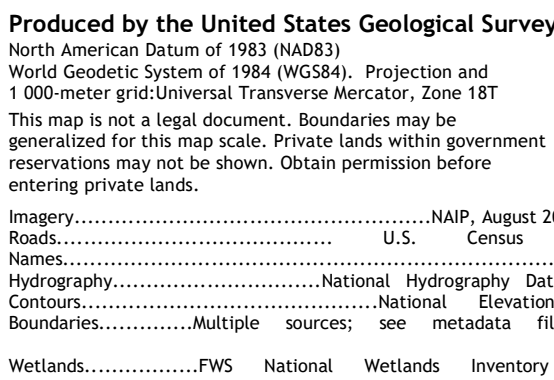 Produced by the United States Geological Survey
North American Datum of 1983 (NAD83)
World Geodetic System of 1984 (WGS84).  Projection and
1 000-meter grid:Universal Transverse Mercator, Zone 18T
This map is not a legal document. Boundaries may be
generalized for this map scale. Private lands within government
reservations may not be shown. Obtain permission before
entering private lands.
Imagery....................................................NAIP, August
Roads........................................ U.S. Census
Names........................................................................
Hydrography..............................National Hydrography
Contours...........................................National Elevation
Boundaries..............Multiple sources; see metadata
Wetlands.................FWS National Wetlands Inventory